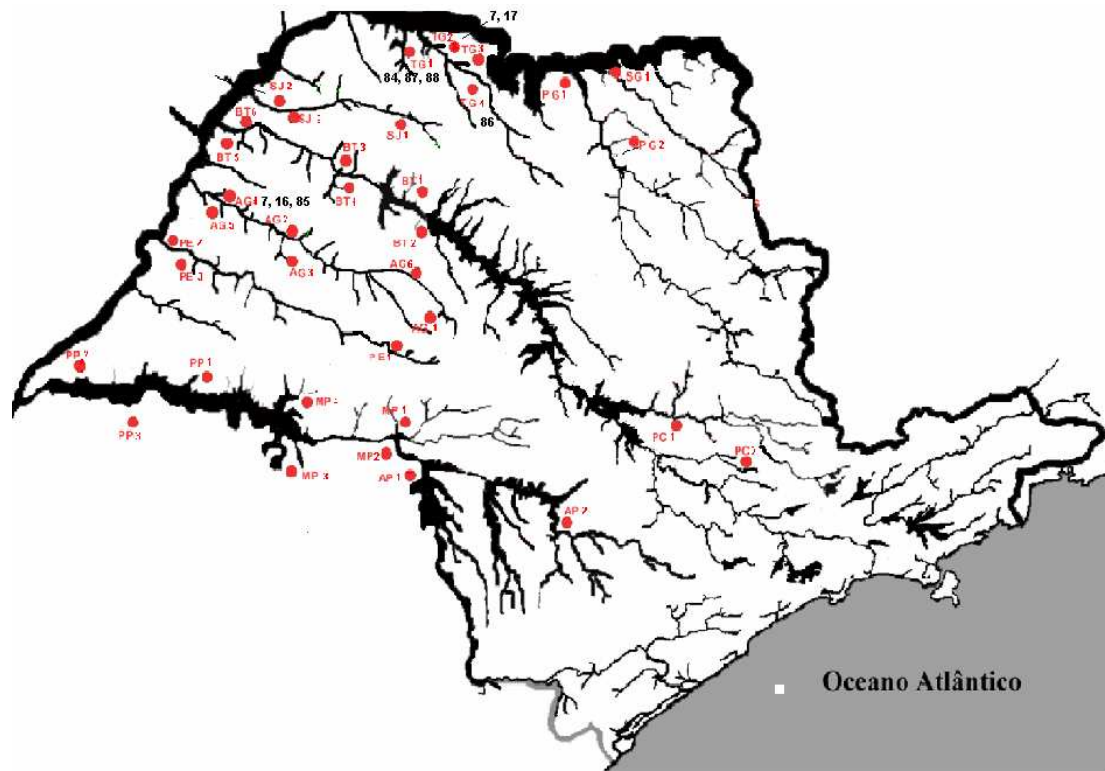 7, 17
TG2
TG3
TG1
84, 87, 88
TG4
86
PG1
SG1
SJ2
BT6
SJ1
PG2
BT5
BT3
BT1
AG4 7, 16, 85
AG5
AG2
BT2
AG3
AG6
PE3
AG1
PE1
PP2
PP1
MP1
PP3
MP2
MP3
AP1
PC1
PC2
AP2
Oceano Atlântico